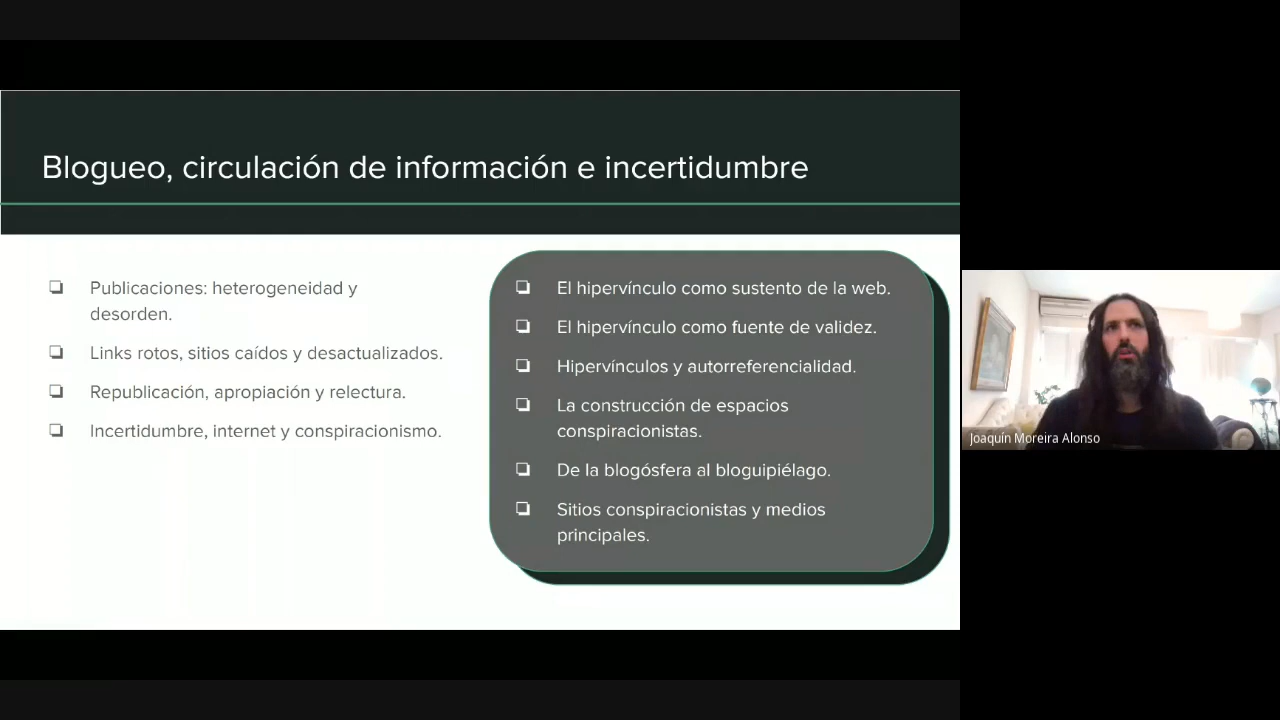 Blogueo, circulación de información e incertidumbre
Publicaciones: heterogeneidad y
desorden.
Links rotos, sitios caídos y desactualizados.
Republicación, apropiación y relectura.
Incertidumbre, internet y conspiracionismo.
El hipervínculo como sustento de la web.
El hipervínculo como fuente de validez.
Hipervínculos y autorreferencialidad.
La construcción de espacios
conspiracionistas.
De la blogósfera al bloguipiélago.
Sitios conspiracionistas y medios
principales.
Joaquín Moreira Alonso